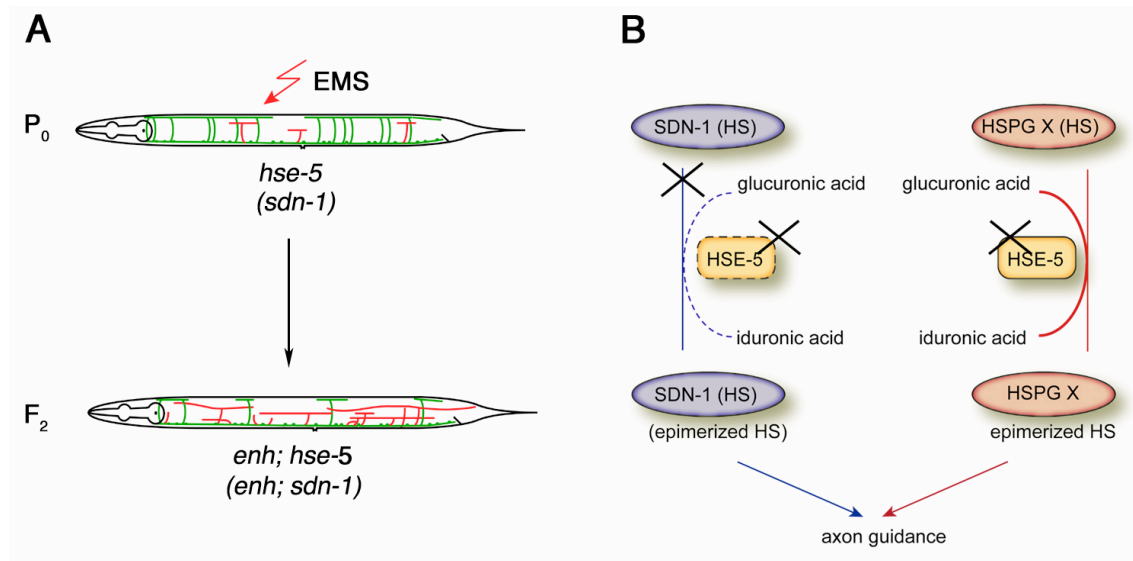 A
EMS
P0
hse-5
(sdn-1)
F2
enh; hse-5
(enh; sdn-1)
B
SDN-1 (HS)
HSPG X (HS)
glucuronic acid
glucuronic acid
HSE-5
HSE-5
iduronic acid
iduronic acid
SDN-1 (HS)
HSPG X
(epimerized HS)
epimerized HS
axon guidance